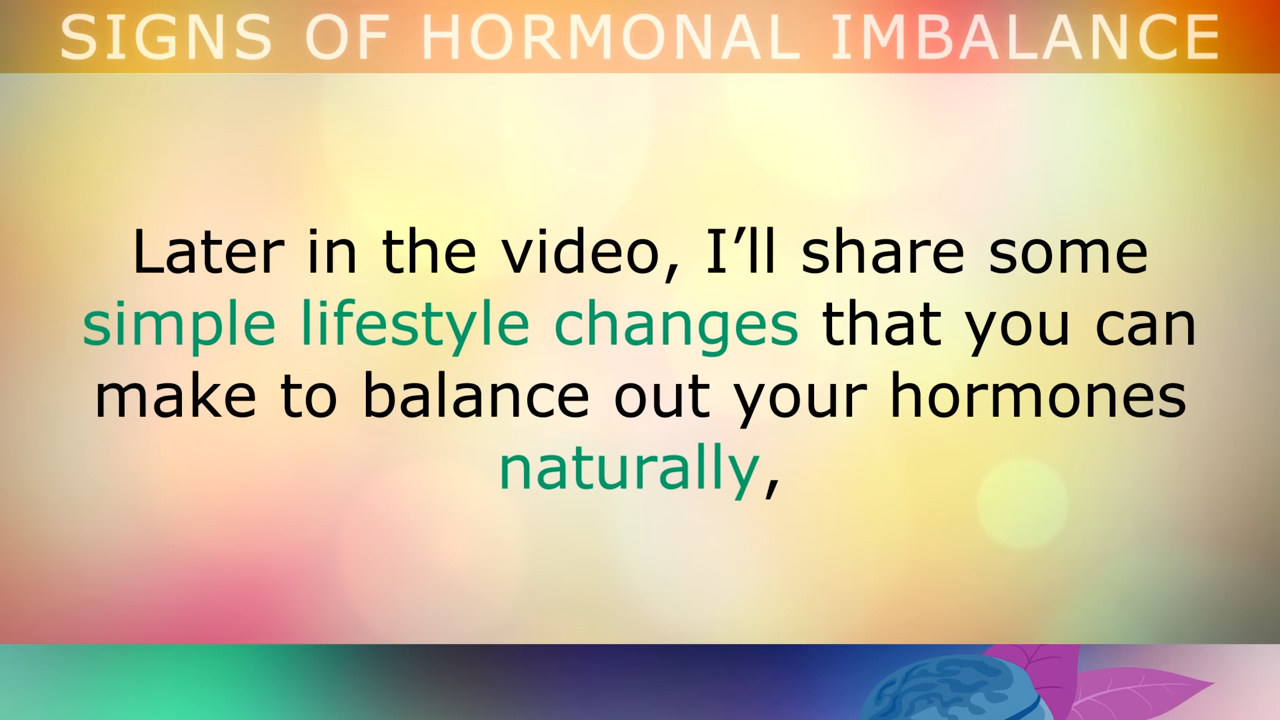 SIGNS OF HORMONAL IMBALANCE
Later in the video, I’ll share some
simple lifestyle changes that you can
make to balance out your hormones
naturally,